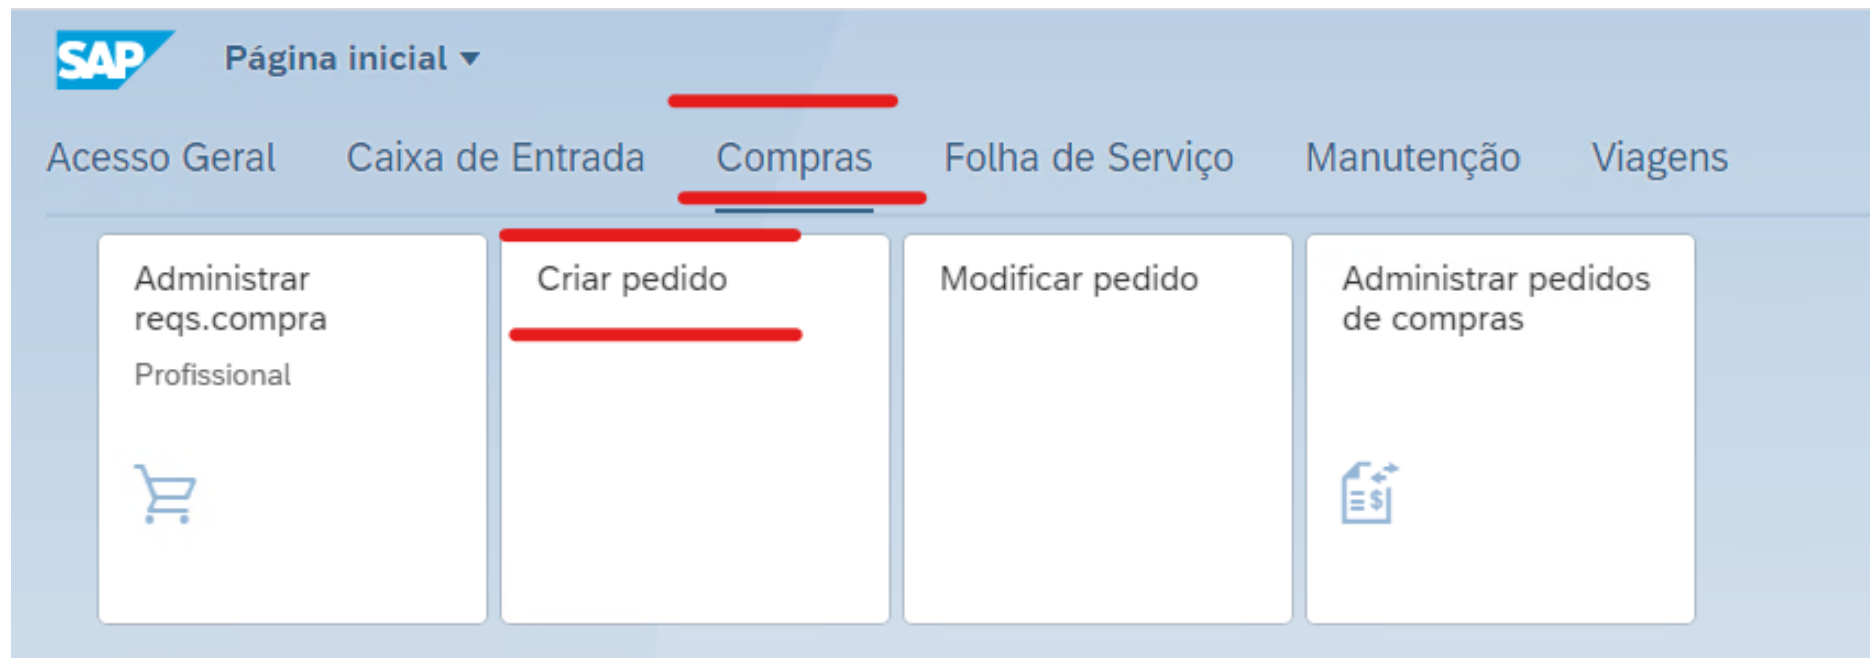 SAP Página inicial
Acesso Geral Caixa de Entrada Compras Folha de Serviço Manutenção Viagens
Administrar
reqs.compra
Profissional
Criar pedido
Modificar pedido
Administrar pedidos
de compras
$